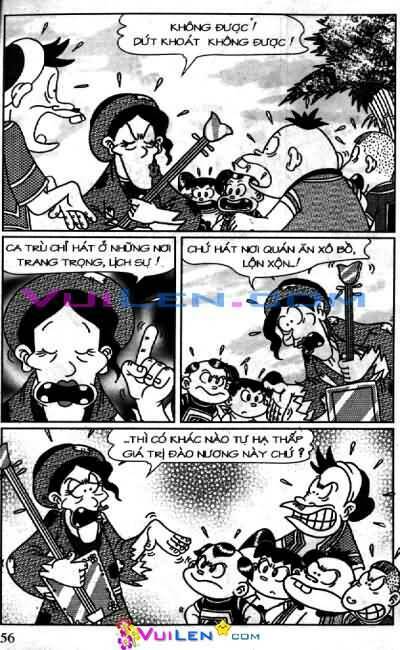 KHÔNG ĐƯỢC!
DỨT KHOÁT KHÔNG ĐƯỢC!
CA TRÙ CHỈ HÁT Ở NHỮNG NƠI
TRANG TRỌNG, LỊCH SỰ!
CHỨ HÁT NƠI QUÁN ĂN XÔ BỒ,
LỘN XỘN..!
VUILEN.COM
...THÌ CÓ KHÁC NÀO TỰ HẠ THẤP
GIÁ TRỊ ĐÀO NƯƠNG NÀY CHỨ?
56
VUILEN.COM